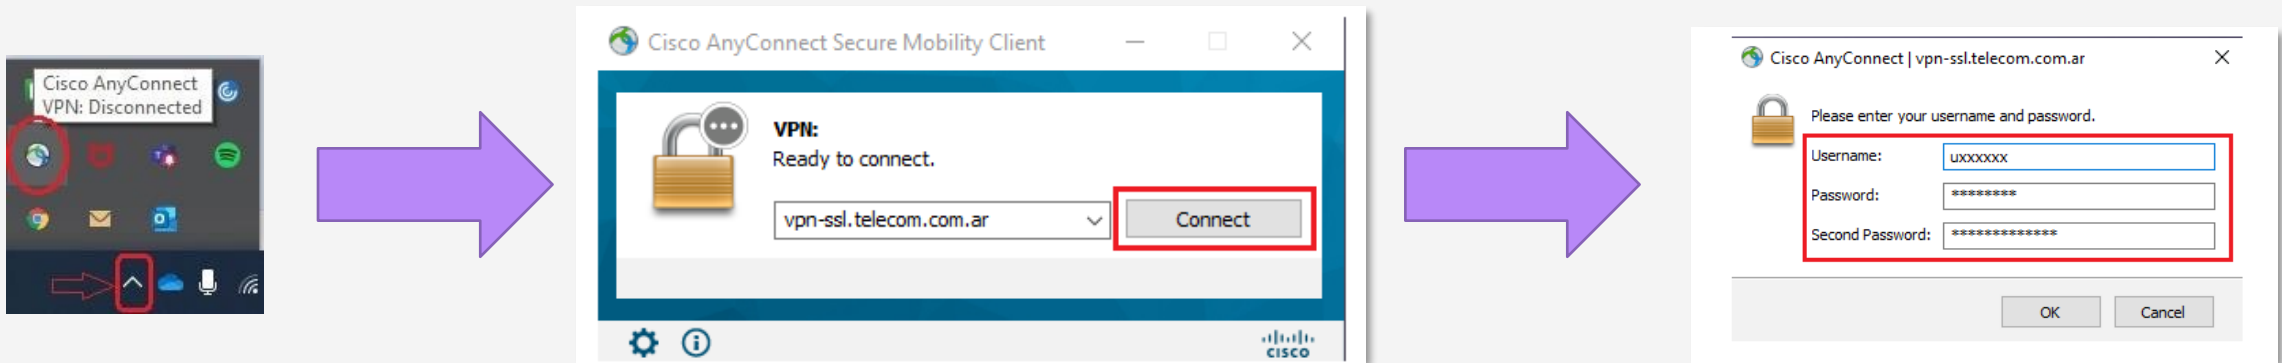 Cisco AnyConnect
VPN: Disconnected
Cisco AnyConnect Secure Mobility Client
VPN:
Ready to connect.
vpn-ssl.telecom.com.ar
Connect
cisco
Cisco AnyConnect | vpn-ssl.telecom.com.ar
Please enter your username and password.
Username: uxxxxxx
Password: ********
Second Password: *************
OK Cancel